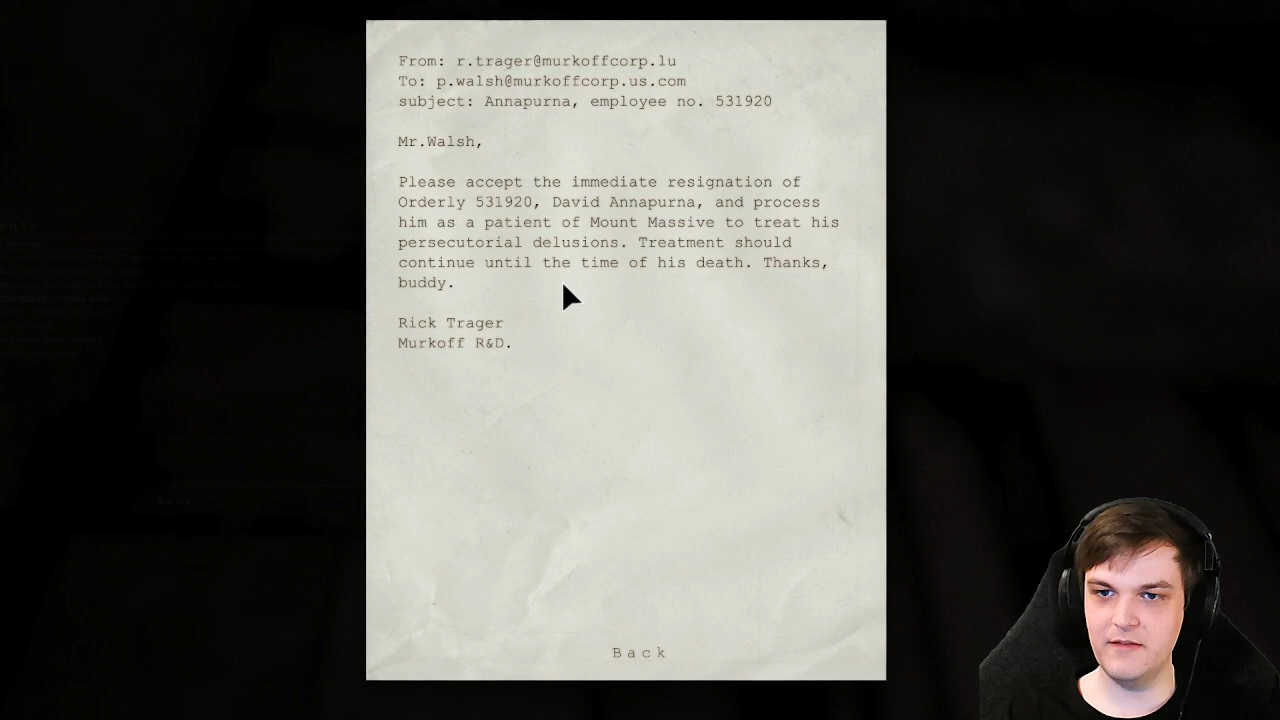 From: r.trager@murkoffcorp.lu
To: p.walsh@murkoffcorp.us.com
subject: Annapurna, employee no. 531920
Mr.Walsh,
Please accept the immediate resignation of
Orderly 531920, David Annapurna, and process
him as a patient of Mount Massive to treat his
persecutorial delusions. Treatment should
continue until the time of his death. Thanks,
buddy.
Rick Trager
Murkoff R&D.
Back